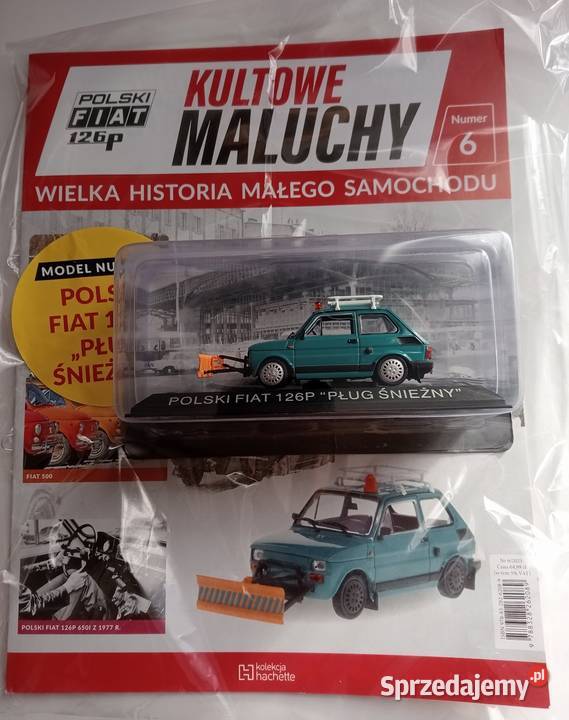 POLSKI
FIAT
126p
KULTOWE
MALUCHY
Numer
6
WIELKA HISTORIA MAŁEGO SAMOCHODU
MODEL NU
POLS
FIAT 1
„PŁU
ŚNIEŻ
POLSKI FIAT 126P "PŁUG ŚNIEŻNY"
FIAT 500
POLSKI FIAT 126P 650I Z 1977 R.
kolekcja
hachette
Sprzedajemy.pl